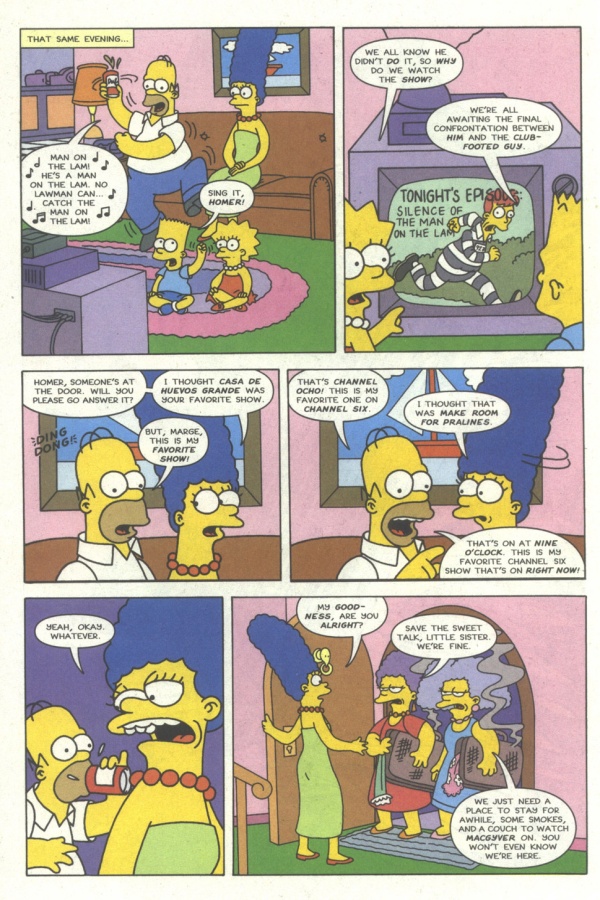 THAT SAME EVENING...
MAN ON
THE LAM!
HE'S A MAN
ON THE LAM. NO
LAWMAN CAN...
CATCH THE
MAN ON
THE LAM!
SING IT,
HOMER!
WE ALL KNOW HE
DIDN'T DO IT, SO WHY
DO WE WATCH
THE SHOW?
WE'RE ALL
AWAITING THE FINAL
CONFRONTATION BETWEEN
HIM AND THE CLUB-
FOOTED GUY.
TONIGHT'S EPISODE
SILENCE OF
THE MAN
ON THE LAM
HOMER, SOMEONE'S AT
THE DOOR. WILL YOU
PLEASE GO ANSWER IT?
I THOUGHT CASA DE
HUEVOS GRANDE WAS
YOUR FAVORITE SHOW.
DING
DONG!!
BUT, MARGE,
THIS IS MY
FAVORITE
SHOW!
THAT'S CHANNEL
OCHO! THIS IS MY
FAVORITE ONE ON
CHANNEL SIX.
I THOUGHT THAT
WAS MAKE ROOM
FOR PRALINES.
THAT'S ON AT NINE
O'CLOCK. THIS IS MY
FAVORITE CHANNEL SIX
SHOW THAT'S ON RIGHT NOW!
YEAH, OKAY.
WHATEVER.
MY GOOD-
NESS, ARE YOU
ALRIGHT?
SAVE THE SWEET
TALK, LITTLE SISTER.
WE'RE FINE.
WE JUST NEED A
PLACE TO STAY FOR
AWHILE, SOME SMOKES,
AND A COUCH TO WATCH
MACGYVER ON. YOU
WON'T EVEN KNOW
WE'RE HERE.